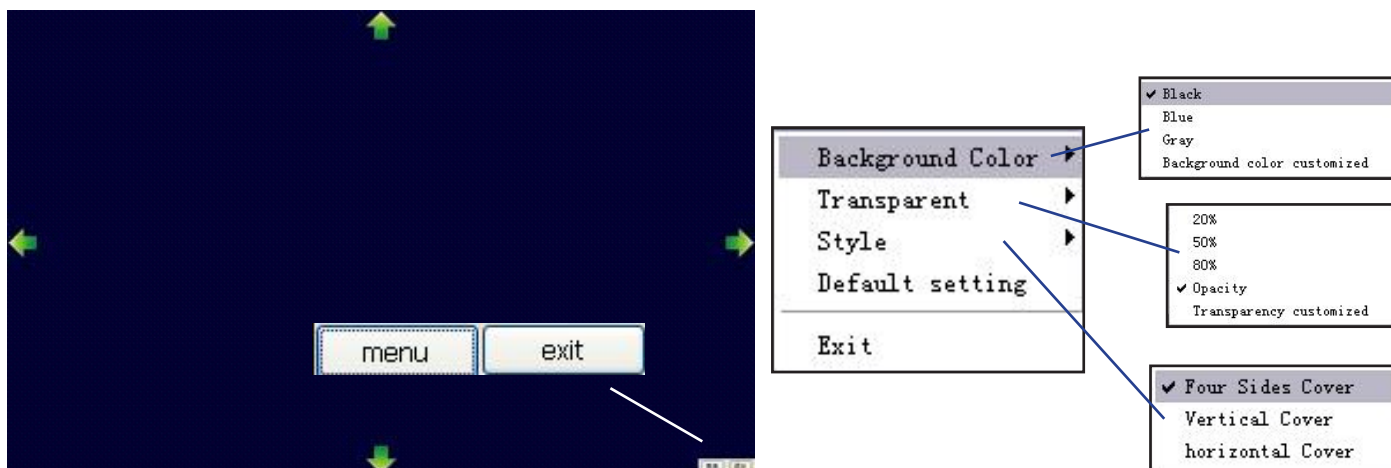 menu
exit
Background Color
Transparent
Style
Default setting
Exit
Black
Blue
Gray
Background color customized
20%
50%
80%
Opacity
Transparency customized
Four Sides Cover
Vertical Cover
horizontal Cover